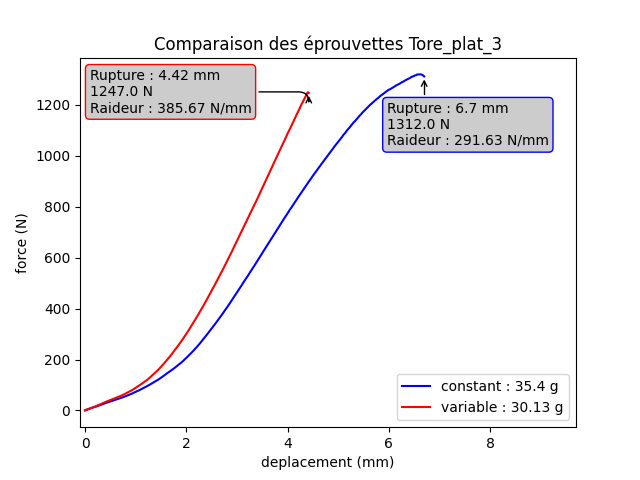 Comparaison des éprouvettes Tore_plat_3
Rupture : 4.42 mm
1247.0 N
Raideur : 385.67 N/mm
Rupture : 6.7 mm
1312.0 N
Raideur : 291.63 N/mm
force (N)
1200
1000
800
600
400
200
0
0
2
4
6
8
deplacement (mm)
constant : 35.4 g
variable : 30.13 g